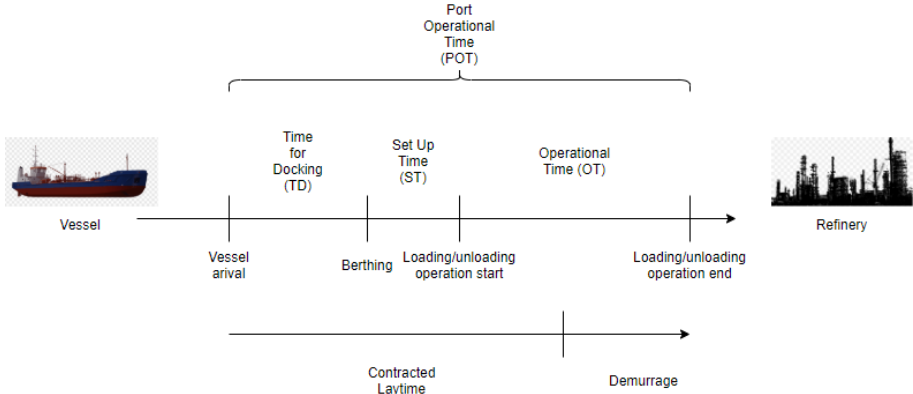 Port
Operational
Time
(POT)
Time
for
Docking
(TD)
Set Up
Time
(ST)
Operational
Time (OT)
Vessel
Refinery
Vessel
arival
Berthing
Loading/unloading
operation start
Loading/unloading
operation end
Contracted
Laytime
Demurrage